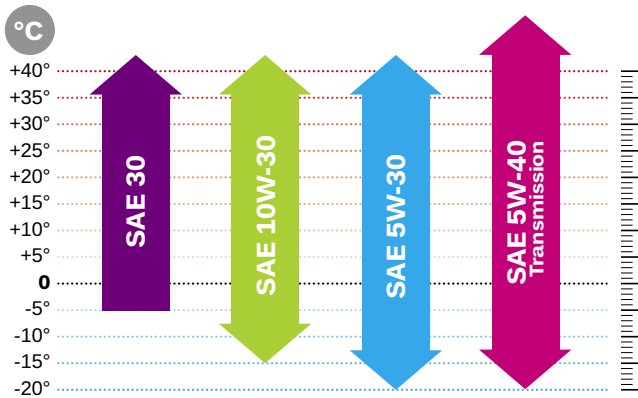 °C
+40°
+35°
+30°
+25°
+20°
+15°
+10°
+5°
0
-5°
-10°
-15°
-20°
SAE 30
SAE 10W-30
SAE 5W-30
SAE 5W-40
Transmission